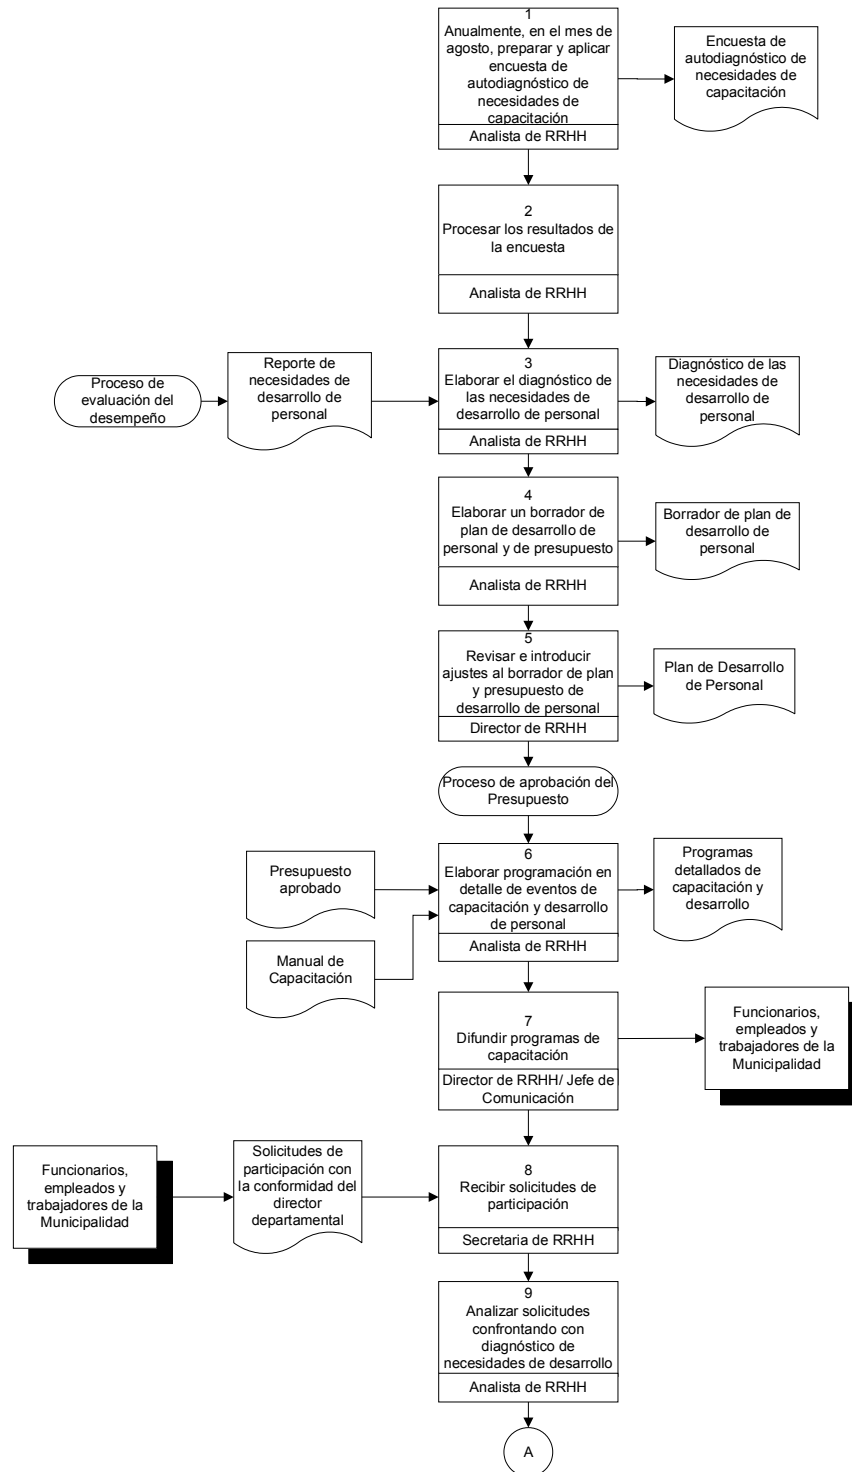 1
Anualmente, en el mes de
agosto, preparar y aplicar
encuesta de
autodiagnóstico de
necesidades de
capacitación
Analista de RRHH
Encuesta de
autodiagnóstico de
necesidades de
capacitación
2
Procesar los resultados de
la encuesta
Analista de RRHH
Proceso de
evaluación del
desempeño
Reporte de
necesidades de
desarrollo de
personal
3
Elaborar el diagnóstico de
las necesidades de
desarrollo de personal
Analista de RRHH
Diagnóstico de las
necesidades de
desarrollo de
personal
4
Elaborar un borrador de
plan de desarrollo de
personal y de presupuesto
Analista de RRHH
Borrador de plan de
desarrollo de
personal
5
Revisar e introducir
ajustes al borrador de plan
y presupuesto de
desarrollo de personal
Director de RRHH
Plan de Desarrollo
de Personal
Proceso de aprobación del
Presupuesto
Presupuesto
aprobado
Manual de
Capacitación
6
Elaborar programación en
detalle de eventos de
capacitación y desarrollo
de personal
Analista de RRHH
Programas
detallados de
capacitación y
desarrollo
7
Difundir programas de
capacitación
Director de RRHH/ Jefe de
Comunicación
Funcionarios,
empleados y
trabajadores de la
Municipalidad
Funcionarios,
empleados y
trabajadores de la
Municipalidad
Solicitudes de
participación con
la conformidad del
director
departamental
8
Recibir solicitudes de
participación
Secretaria de RRHH
9
Analizar solicitudes
confrontando con
diagnóstico de
necesidades de desarrollo
Analista de RRHH
A